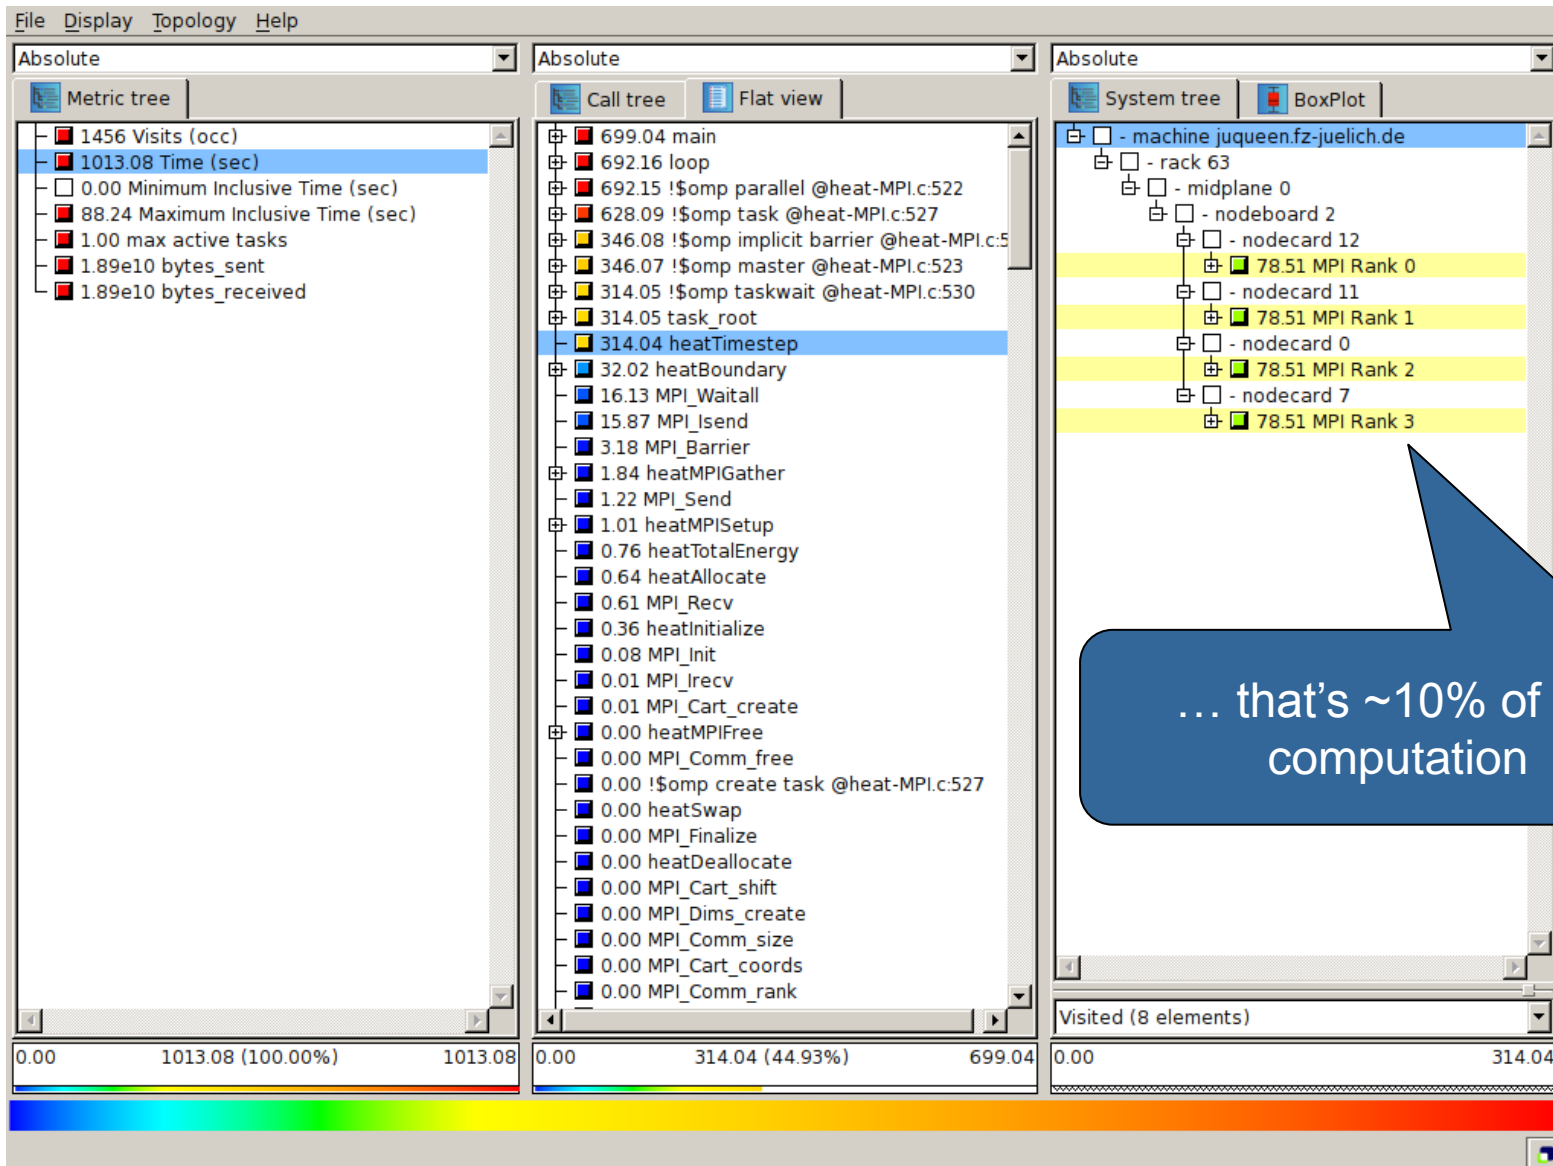 File Display Topology Help
Absolute
Absolute
Absolute
Metric tree
Call tree
Flat view
System tree
BoxPlot
1456 Visits (occ)
1013.08 Time (sec)
0.00 Minimum Inclusive Time (sec)
88.24 Maximum Inclusive Time (sec)
1.00 max active tasks
1.89e10 bytes_sent
1.89e10 bytes_received
699.04 main
692.16 loop
692.15 !$omp parallel @heat-MPI.c:522
628.09 !$omp task @heat-MPI.c:527
346.08 !$omp implicit barrier @heat-MPI.c:5
346.07 !$omp master @heat-MPI.c:523
314.05 !$omp taskwait @heat-MPI.c:530
314.05 task_root
314.04 heatTimestep
32.02 heatBoundary
16.13 MPI_Waitall
15.87 MPI_Isend
3.18 MPI_Barrier
1.84 heatMPIGather
1.22 MPI_Send
1.01 heatMPISetup
0.76 heatTotalEnergy
0.64 heatAllocate
0.61 MPI_Recv
0.36 heatInitialize
0.08 MPI_Init
0.01 MPI_Irecv
0.01 MPI_Cart_create
0.00 heatMPIFree
0.00 MPI_Comm_free
0.00 !$omp create task @heat-MPI.c:527
0.00 heatSwap
0.00 MPI_Finalize
0.00 heatDeallocate
0.00 MPI_Cart_shift
0.00 MPI_Dims_create
0.00 MPI_Comm_size
0.00 MPI_Cart_coords
0.00 MPI_Comm_rank
- machine juqueen.fz-juelich.de
- rack 63
- midplane 0
- nodeboard 2
- nodecard 12
78.51 MPI Rank 0
- nodecard 11
78.51 MPI Rank 1
- nodecard 0
78.51 MPI Rank 2
- nodecard 7
78.51 MPI Rank 3
… that's ~10% of
computation
Visited (8 elements)
0.00 1013.08 (100.00%) 1013.08
0.00 314.04 (44.93%) 699.04
0.00 314.04